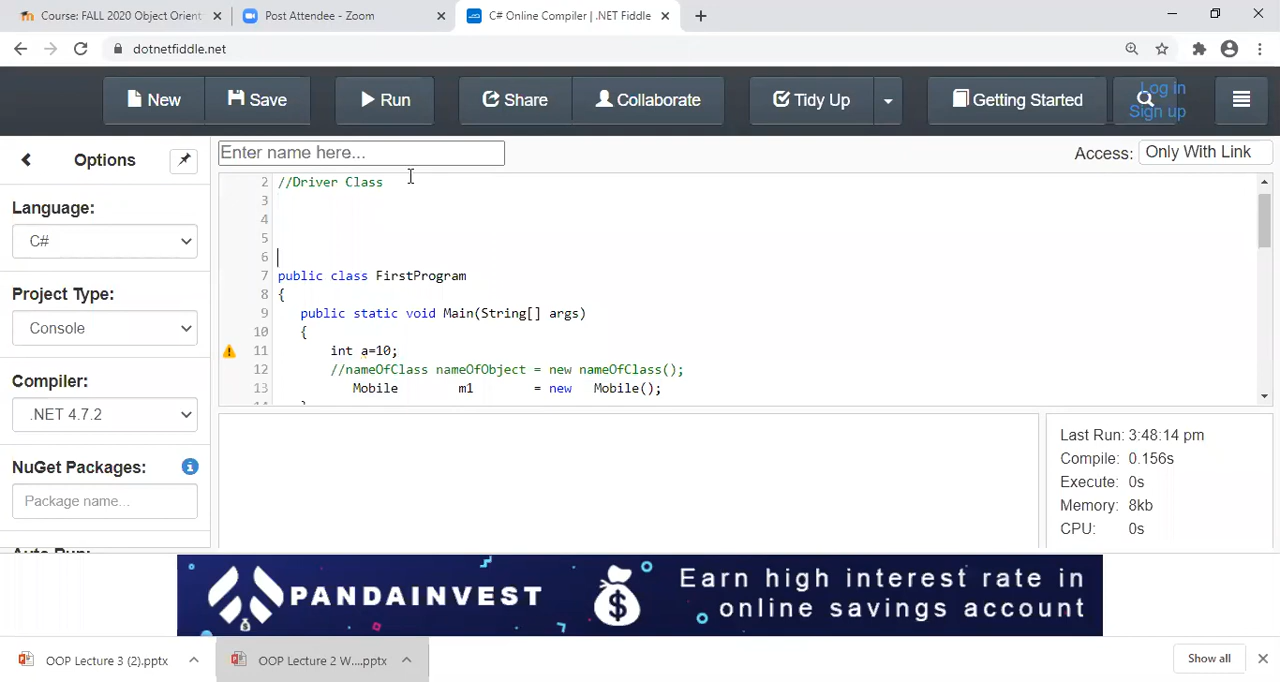 Course: FALL 2020 Object Orient
Post Attendee - Zoom
C# Online Compiler | .NET Fiddle
dotnetfiddle.net
New
Save
Run
Share
Collaborate
Tidy Up
Getting Started
Log in
Sign up
Options
Enter name here...
Access:
Only With Link
Language:
C#
Project Type:
Console
Compiler:
.NET 4.7.2
NuGet Packages:
Package name...
2 //Driver Class
3
4
5
6
7 public class FirstProgram
8 {
9 public static void Main(String[] args)
10 {
11 int a=10;
12 //nameOfClass nameOfObject = new nameOfClass();
13 Mobile m1 = new Mobile();
Last Run: 3:48:14 pm
Compile: 0.156s
Execute: 0s
Memory: 8kb
CPU: 0s
PANDAINVEST
Earn high interest rate in
online savings account
OOP Lecture 3 (2).pptx
OOP Lecture 2 W....pptx
Show all